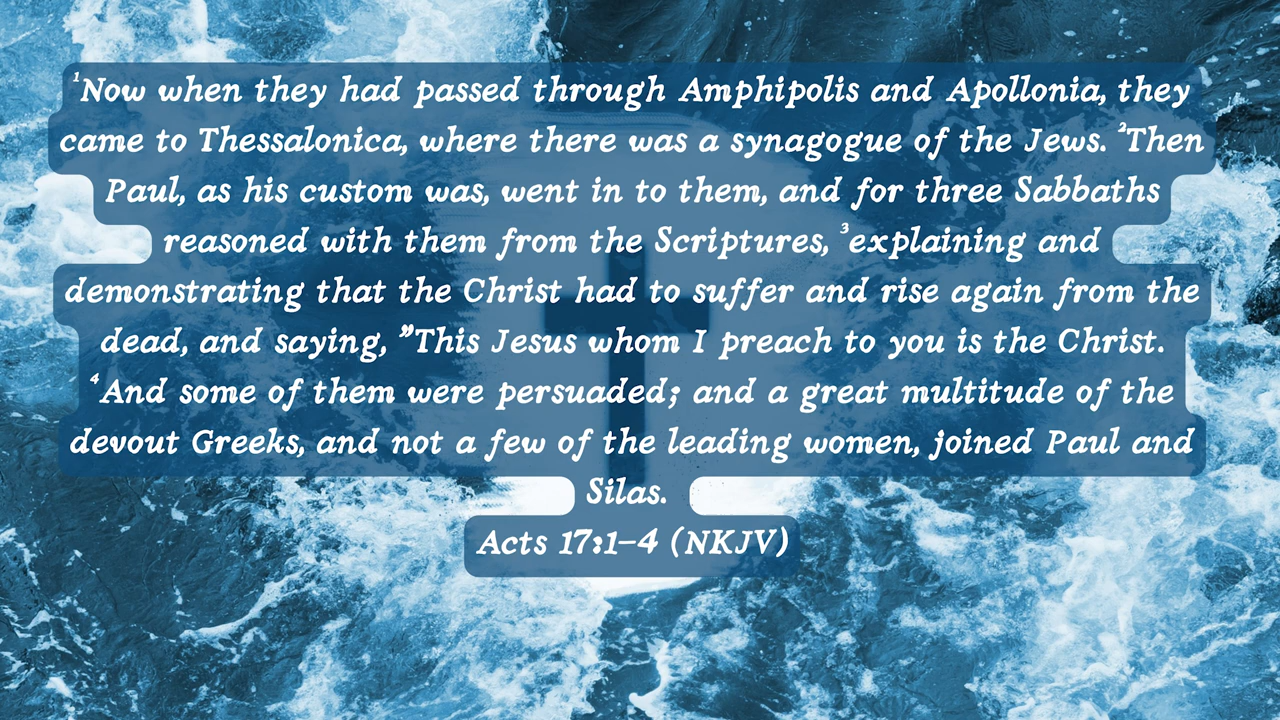 ¹Now when they had passed through Amphipolis and Apollonia, they
came to Thessalonica, where there was a synagogue of the Jews. ²Then
Paul, as his custom was, went in to them, and for three Sabbaths
reasoned with them from the Scriptures, ³explaining and
demonstrating that the Christ had to suffer and rise again from the
dead, and saying, ”This Jesus whom I preach to you is the Christ.
⁴And some of them were persuaded; and a great multitude of the
devout Greeks, and not a few of the leading women, joined Paul and
Silas.
Acts 17:1–4 (NKJV)